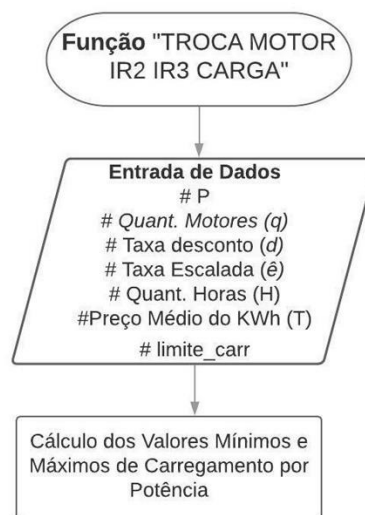 Função "TROCA MOTOR
IR2 IR3 CARGA"
Entrada de Dados
# P
# Quant. Motores (q)
# Taxa desconto (d)
# Taxa Escalada (ê)
# Quant. Horas (H)
#Preço Médio do KWh (T)
# limite_carr
Cálculo dos Valores Mínimos e
Máximos de Carregamento por
Potência